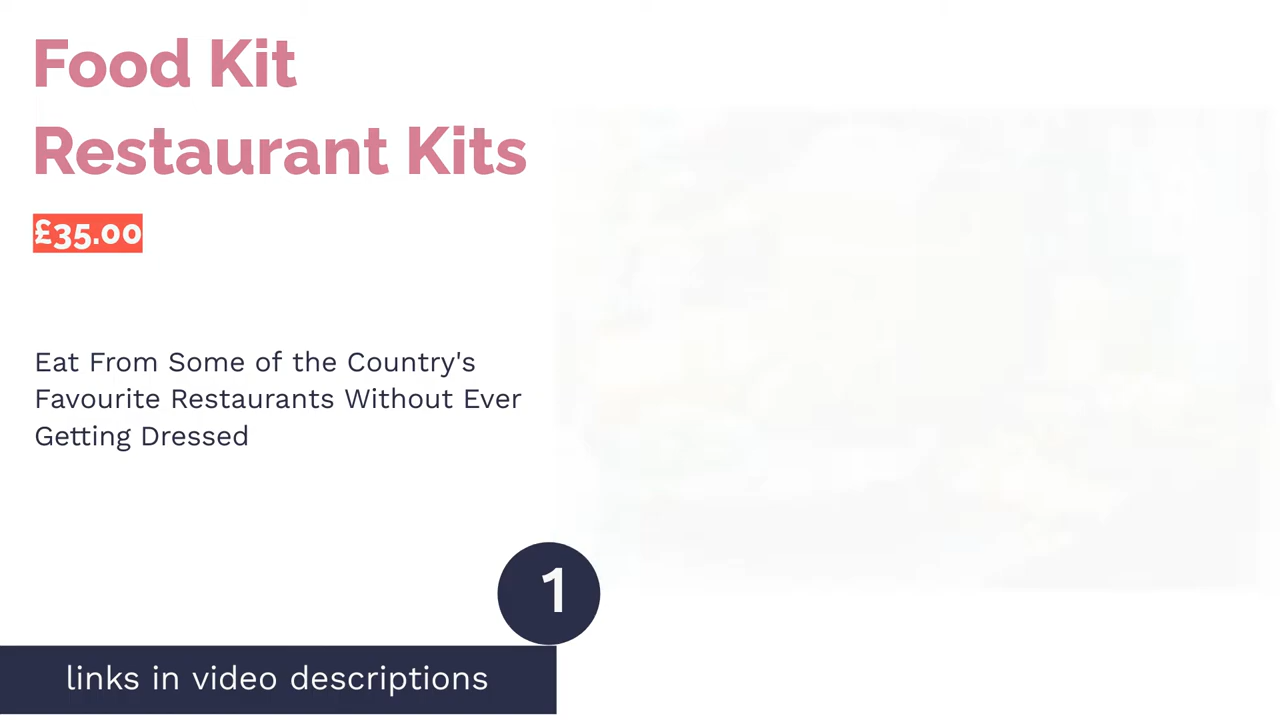 Food Kit
Restaurant Kits
£35.00
Eat From Some of the Country's
Favourite Restaurants Without Ever
Getting Dressed
1
links in video descriptions